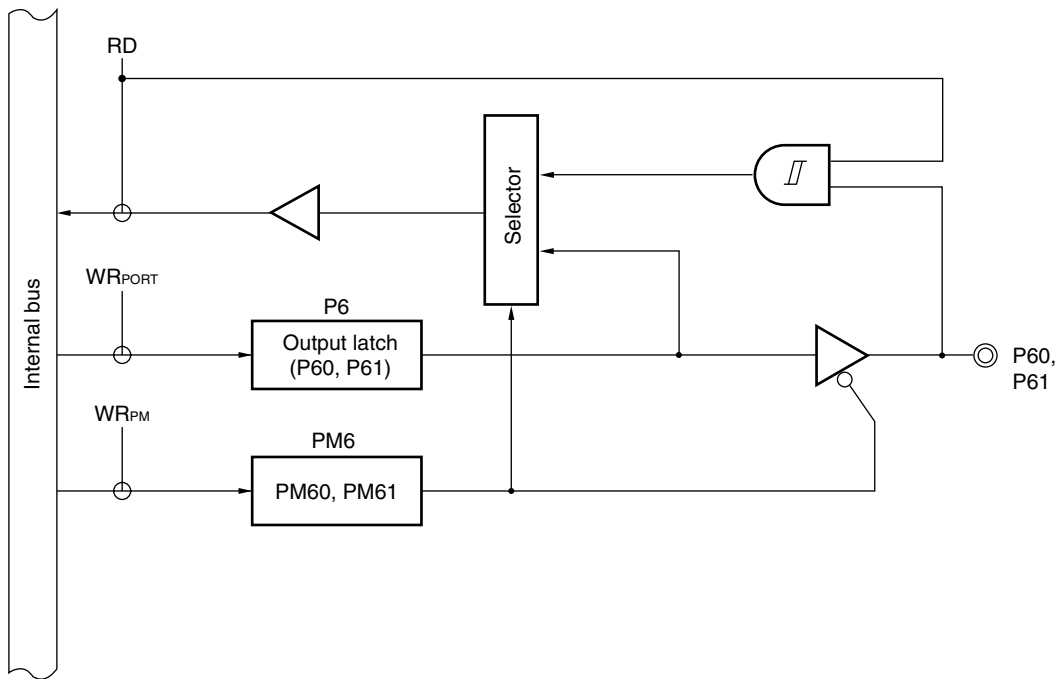 RD
Selector
WRPORT
Internal bus
P6
Output latch
(P60, P61)
P60,
P61
WRPM
PM6
PM60, PM61